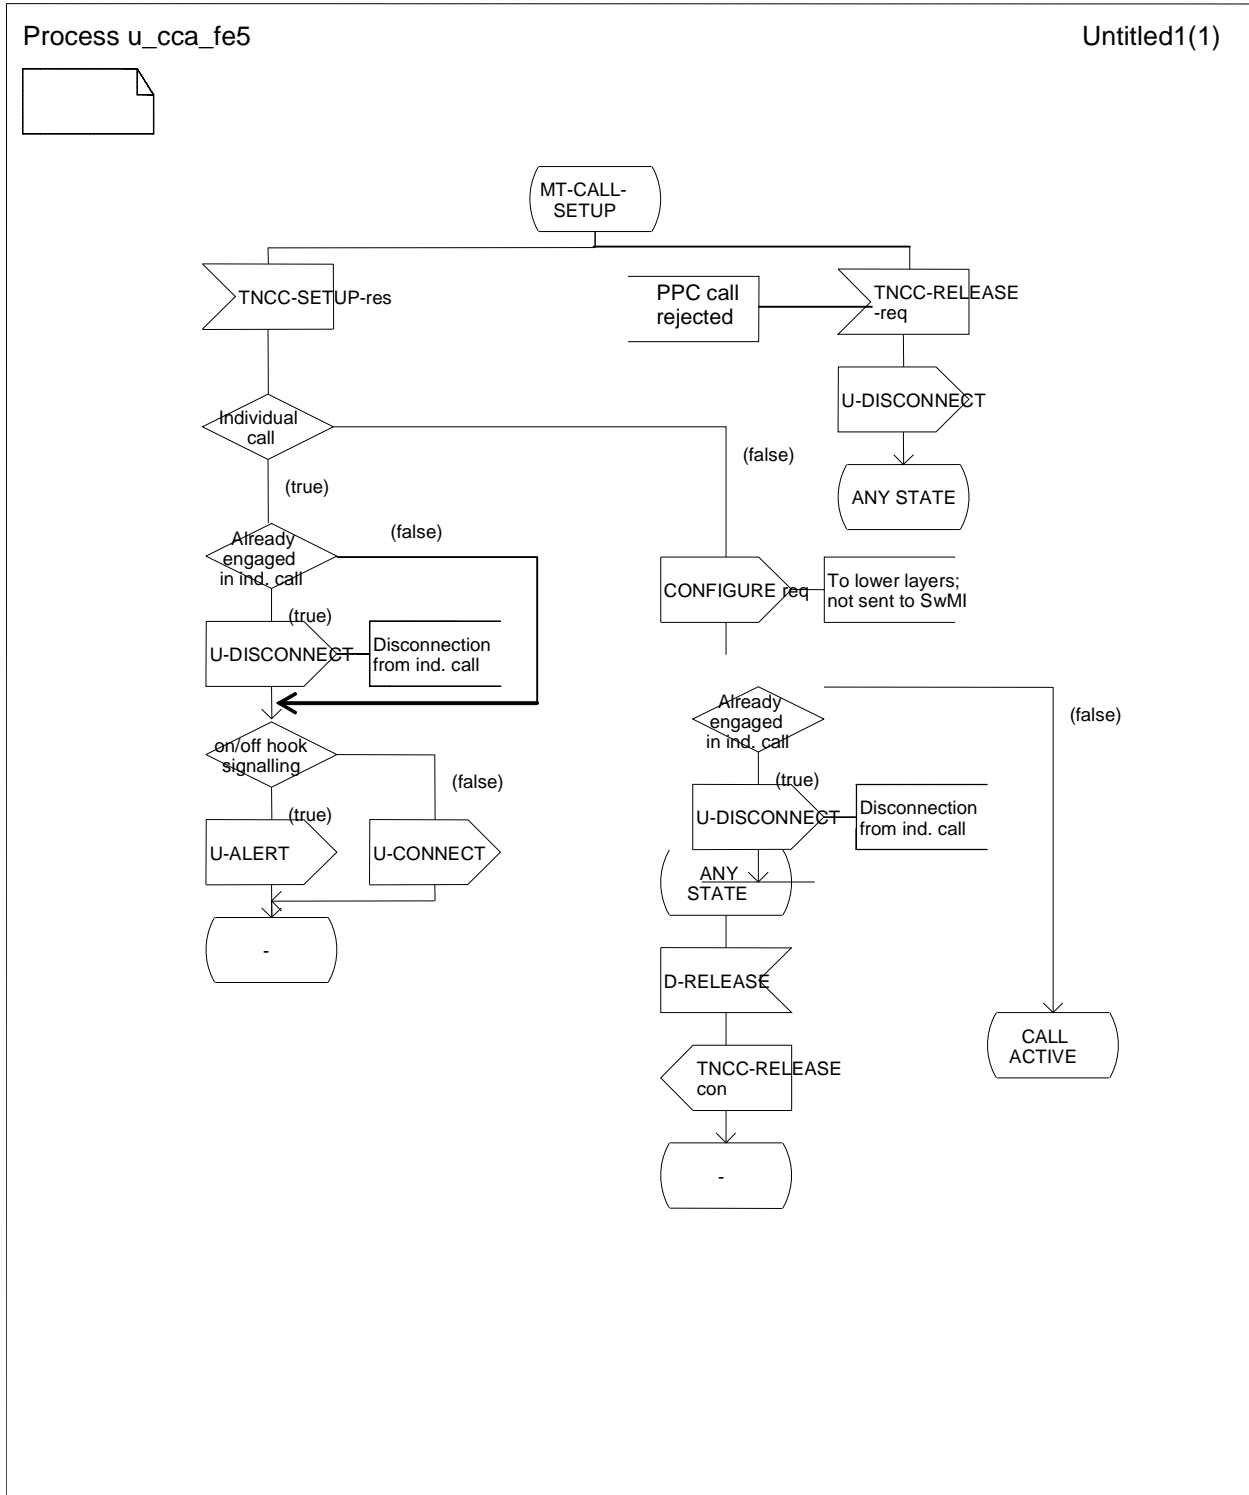 Process u_cca_fe5
Untitled1(1)
MT-CALL-
SETUP
TNCC-SETUP-res
PPC call
rejected
TNCC-RELEASE
-req
U-DISCONNECT
Individual
call
(false)
(true)
ANY STATE
Already
engaged
in ind. call
(false)
CONFIGURE req
To lower layers;
not sent to SwMI
(true)
U-DISCONNECT
Disconnection
from ind. call
Already
engaged
in ind. call
(false)
on/off hook
signalling
(false)
(true)
(true)
U-DISCONNECT
Disconnection
from ind. call
U-ALERT
U-CONNECT
ANY
STATE
-
D-RELEASE
CALL
ACTIVE
TNCC-RELEASE
con
-